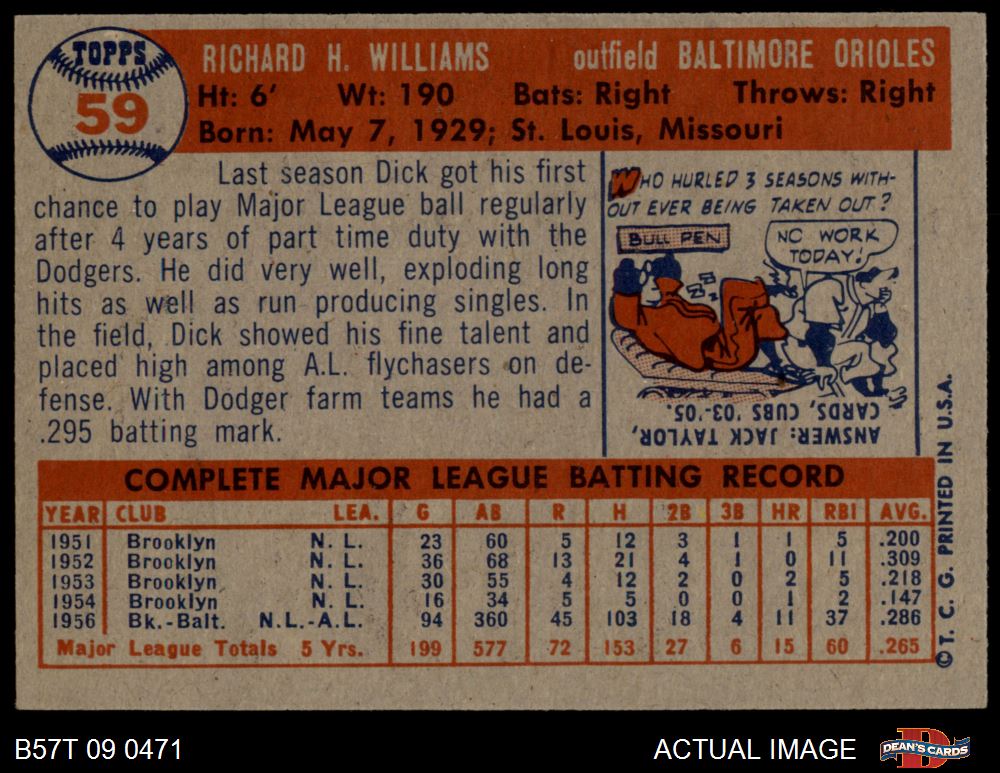 TOPPS
59
RICHARD H. WILLIAMS outfield BALTIMORE ORIOLES
Ht: 6' Wt: 190 Bats: Right Throws: Right
Born: May 7, 1929; St. Louis, Missouri
Last season Dick got his first
chance to play Major League ball regularly
after 4 years of part time duty with the
Dodgers. He did very well, exploding long
hits as well as run producing singles. In
the field, Dick showed his fine talent and
placed high among A.L. flychasers on de-
fense. With Dodger farm teams he had a
.295 batting mark.
WHO HURLED 3 SEASONS WITH-
OUT EVER BEING TAKEN OUT?
BULL PEN
NO WORK
TODAY!
Z Z Z
ANSWER: JACK TAYLOR,
CARDS, CUBS '03-'05.
COMPLETE MAJOR LEAGUE BATTING RECORD
YEAR CLUB LEA. G AB R H 2B 3B HR RBI AVG.
1951 Brooklyn N. L. 23 60 5 12 3 1 1 5 .200
1952 Brooklyn N. L. 36 68 13 21 4 1 0 11 .309
1953 Brooklyn N. L. 30 55 4 12 2 0 2 5 .218
1954 Brooklyn N. L. 16 34 5 5 0 0 1 2 .147
1956 Bk.-Balt. N.L.-A.L. 94 360 45 103 18 4 11 37 .286
Major League Totals 5 Yrs. 199 577 72 153 27 6 15 60 .265
© T. C. G. PRINTED IN U.S.A.
B57T 09 0471
ACTUAL IMAGE
DEAN'S CARDS